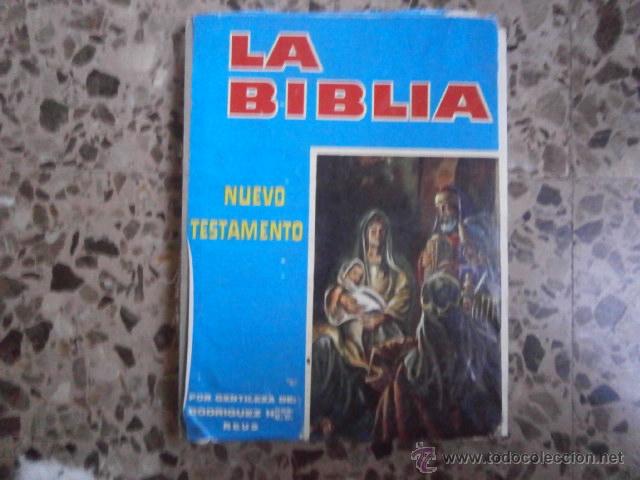 LA
BIBLIA
NUEVO
TESTAMENTO
POR GENTILEZA DE:
RODRIGUEZ HNOS
REUS
© www.todocoleccion.net